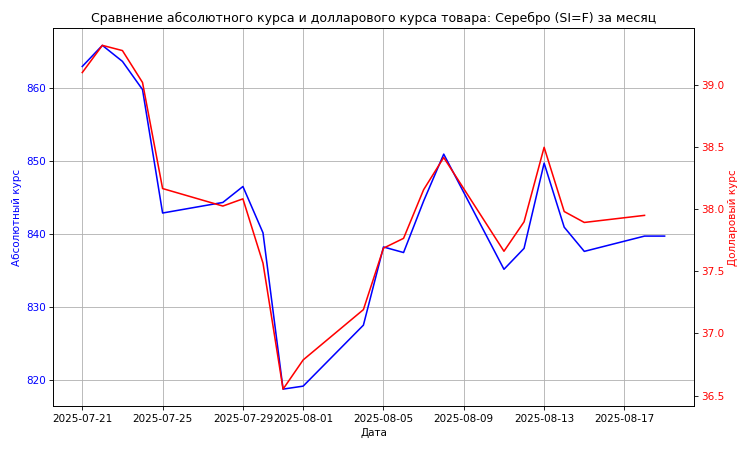 Сравнение абсолютного курса и долларового курса товара: Серебро (SI=F) за месяц
Абсолютный курс
860
850
840
830
820
39.0
38.5
38.0
37.5
37.0
36.5
Долларовый курс
2025-07-21 2025-07-25 2025-07-29 2025-08-01 2025-08-05 2025-08-09 2025-08-13 2025-08-17
Дата